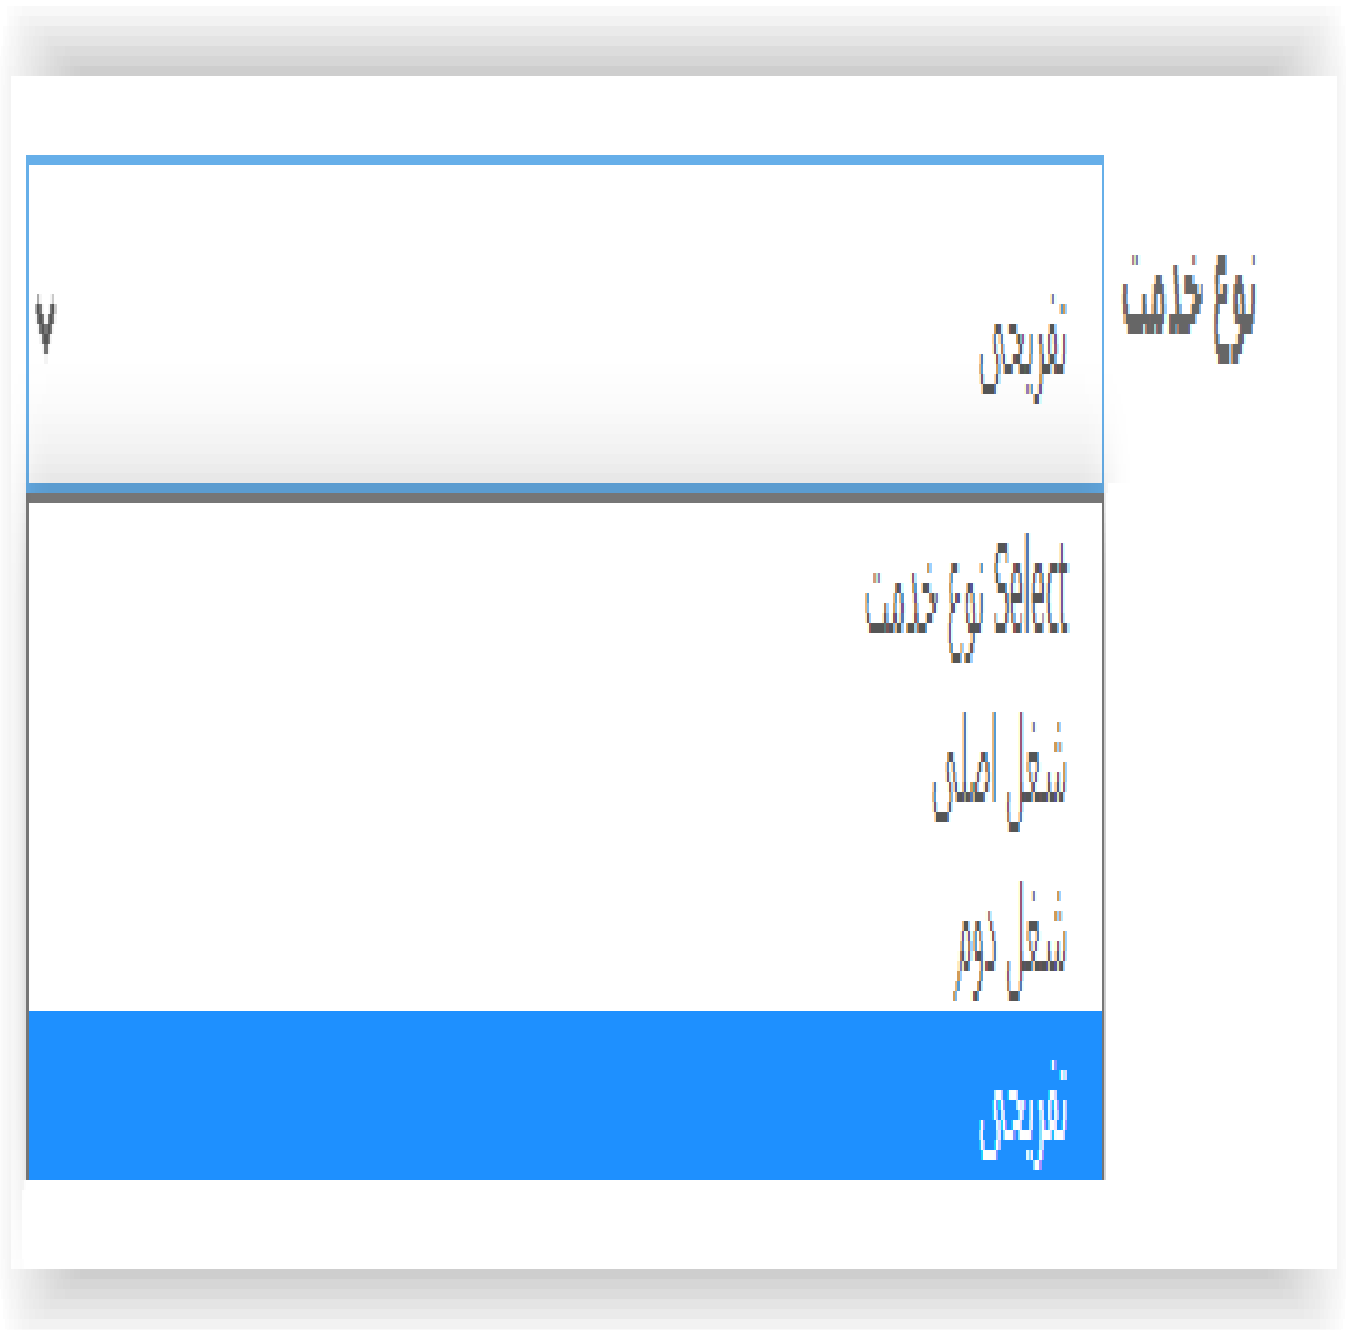 نوع خدمت
تفریحی
Select نوع خدمت
شغل اصلی
شغل دوم
تفریحی